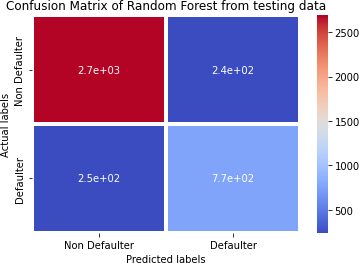 Confusion Matrix of Random Forest from testing data
Non Defaulter
Defaulter
Actual labels
2.7e+03
2.4e+02
2.5e+02
7.7e+02
Non Defaulter
Defaulter
Predicted labels
2500
2000
1500
1000
500